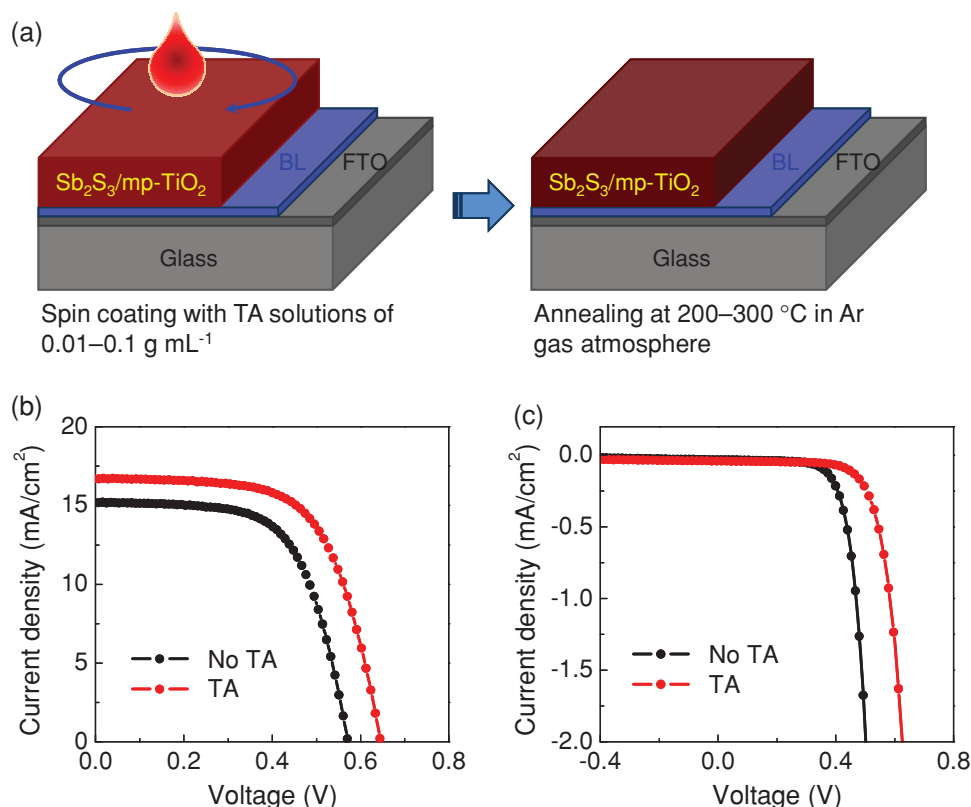 (a)
BL
FTO
Sb₂S₃/mp-TiO₂
Glass
Spin coating with TA solutions of
0.01–0.1 g mL⁻¹
BL
FTO
Sb₂S₃/mp-TiO₂
Glass
Annealing at 200–300 °C in Ar
gas atmosphere
(b)
Current density (mA/cm²)
20
15
10
5
0
No TA
TA
0.0
0.2
0.4
0.6
0.8
Voltage (V)
(c)
Current density (mA/cm²)
0.0
-0.5
-1.0
-1.5
-2.0
No TA
TA
-0.4
0.0
0.4
0.8
Voltage (V)